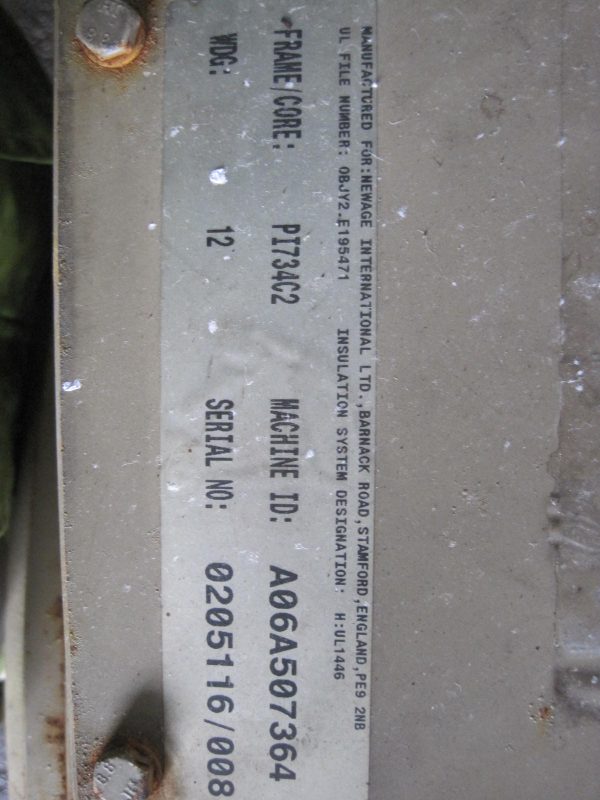 MANUFACTURED FOR:NEWAGE INTERNATIONAL LTD.,BARNACK ROAD,STAMFORD,ENGLAND,PE9 2NB
UL FILE NUMBER: OBJY2.E195471 INSULATION SYSTEM DESIGNATION: H:UL1446
FRAME/CORE: PI734C2 MACHINE ID: A06A507364
WDG: 12 SERIAL NO: 0205116/008